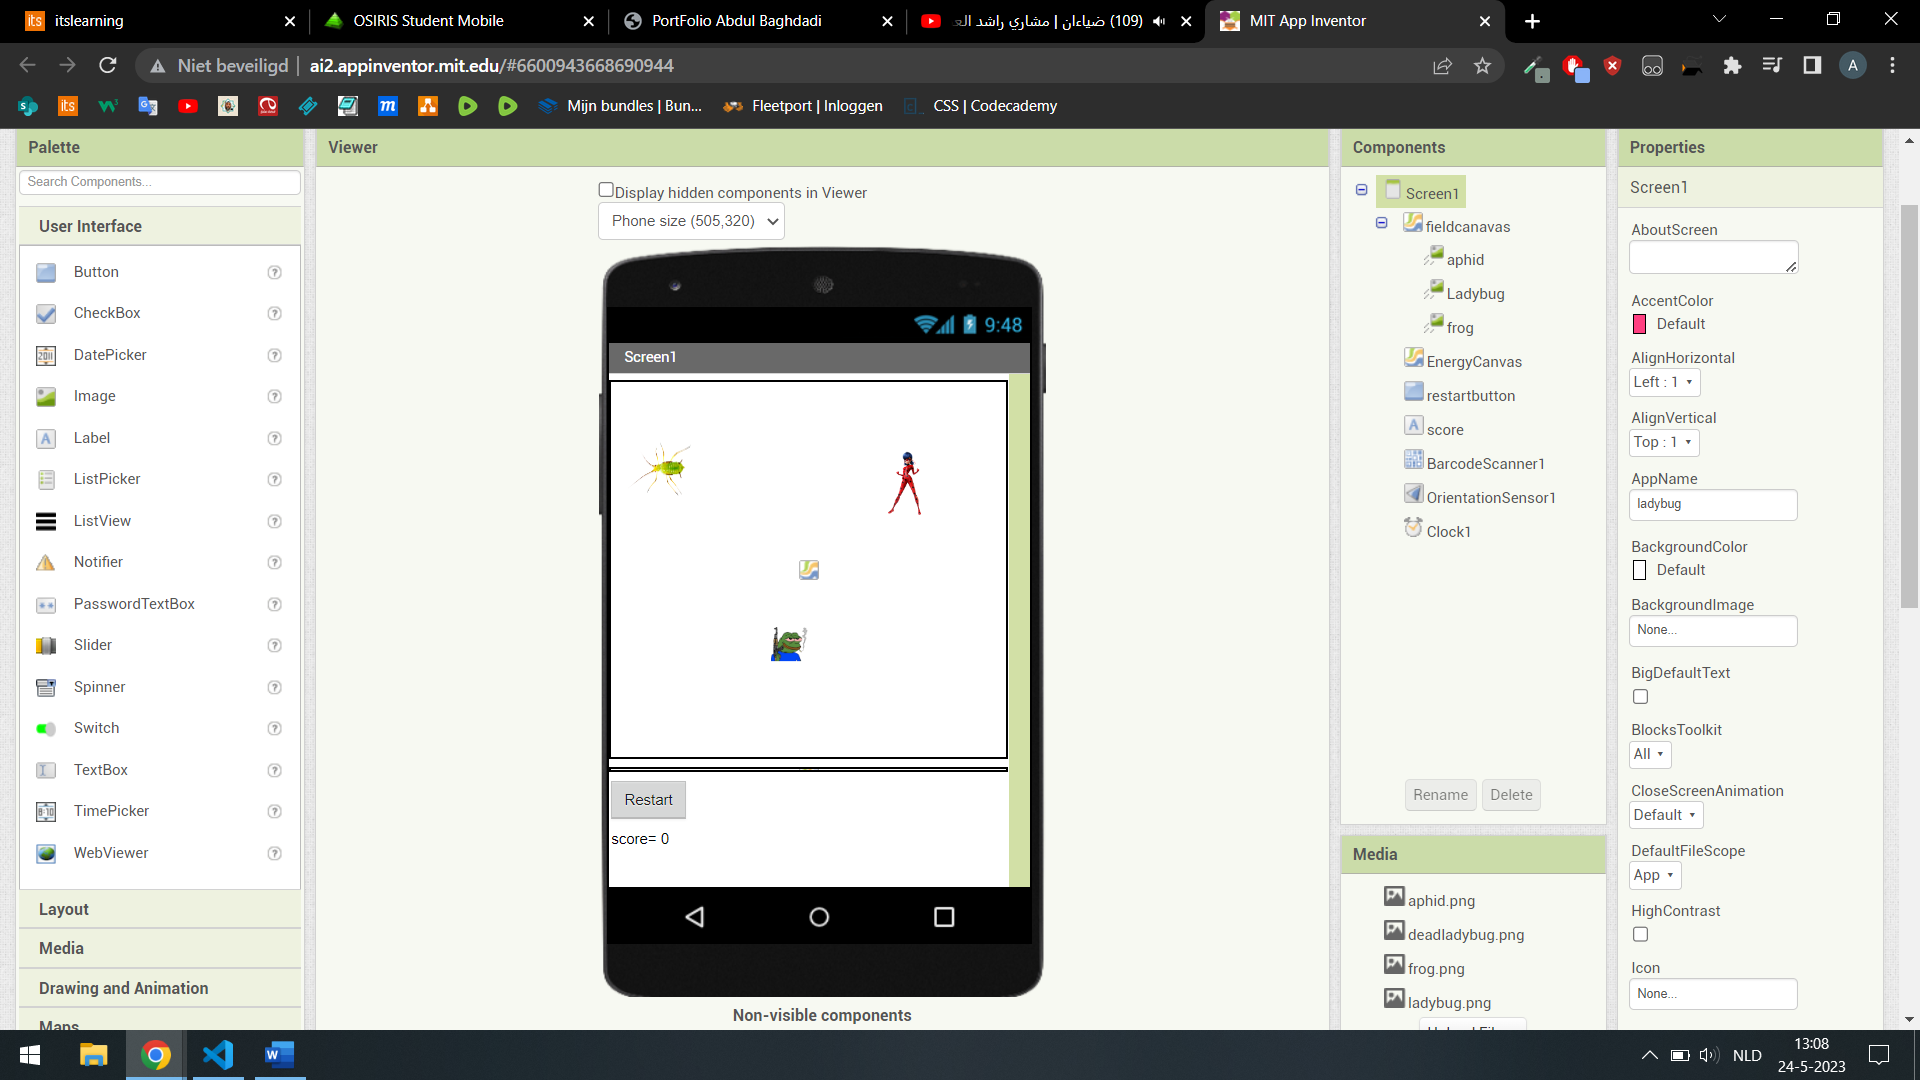 itslearning
OSIRIS Student Mobile
PortFolio Abdul Baghdadi
(109) ضياءان | مشاري راشد الع
MIT App Inventor
Niet beveiligd
ai2.appinventor.mit.edu/#6600943668690944
A
its
Mijn bundles | Bun...
Fleetport | Inloggen
CSS | Codecademy
Palette
Search Components...
User Interface
Button
CheckBox
DatePicker
Image
Label
ListPicker
ListView
Notifier
PasswordTextBox
Slider
Spinner
Switch
TextBox
TimePicker
WebViewer
Layout
Media
Drawing and Animation
Maps
Viewer
Display hidden components in Viewer
Phone size (505,320)
9:48
Screen1
Restart
score= 0
Non-visible components
Components
Screen1
fieldcanavas
aphid
Ladybug
frog
EnergyCanvas
restartbutton
score
BarcodeScanner1
OrientationSensor1
Clock1
Rename
Delete
Media
aphid.png
deadladybug.png
frog.png
ladybug.png
Properties
Screen1
AboutScreen
AccentColor
Default
AlignHorizontal
Left : 1
AlignVertical
Top : 1
AppName
ladybug
BackgroundColor
Default
BackgroundImage
None...
BigDefaultText
BlocksToolkit
All
CloseScreenAnimation
Default
DefaultFileScope
App
HighContrast
Icon
None...
NLD
13:08
24-5-2023